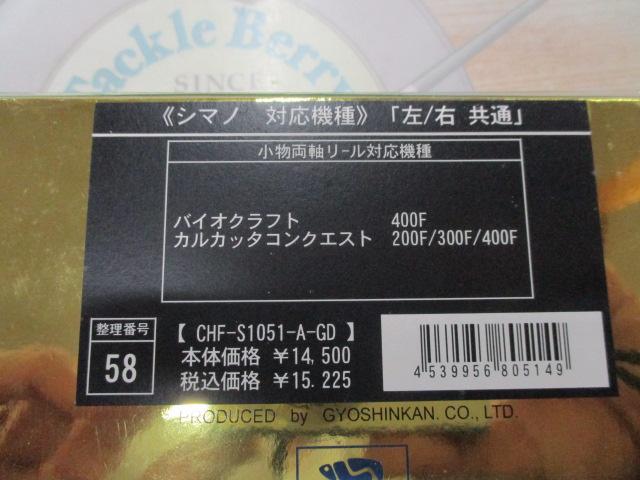 Tackle Berry
SINCE
《シマノ 対応機種》 「左/右 共通」
小物両軸リール対応機種
バイオクラフト 400F
カルカッタコンクエスト 200F/300F/400F
整理番号
58
【 CHF-S1051-A-GD 】
本体価格 ￥14,500
税込価格 ￥15.225
4539956805149
PRODUCED by GYOSHINKAN. CO., LTD.